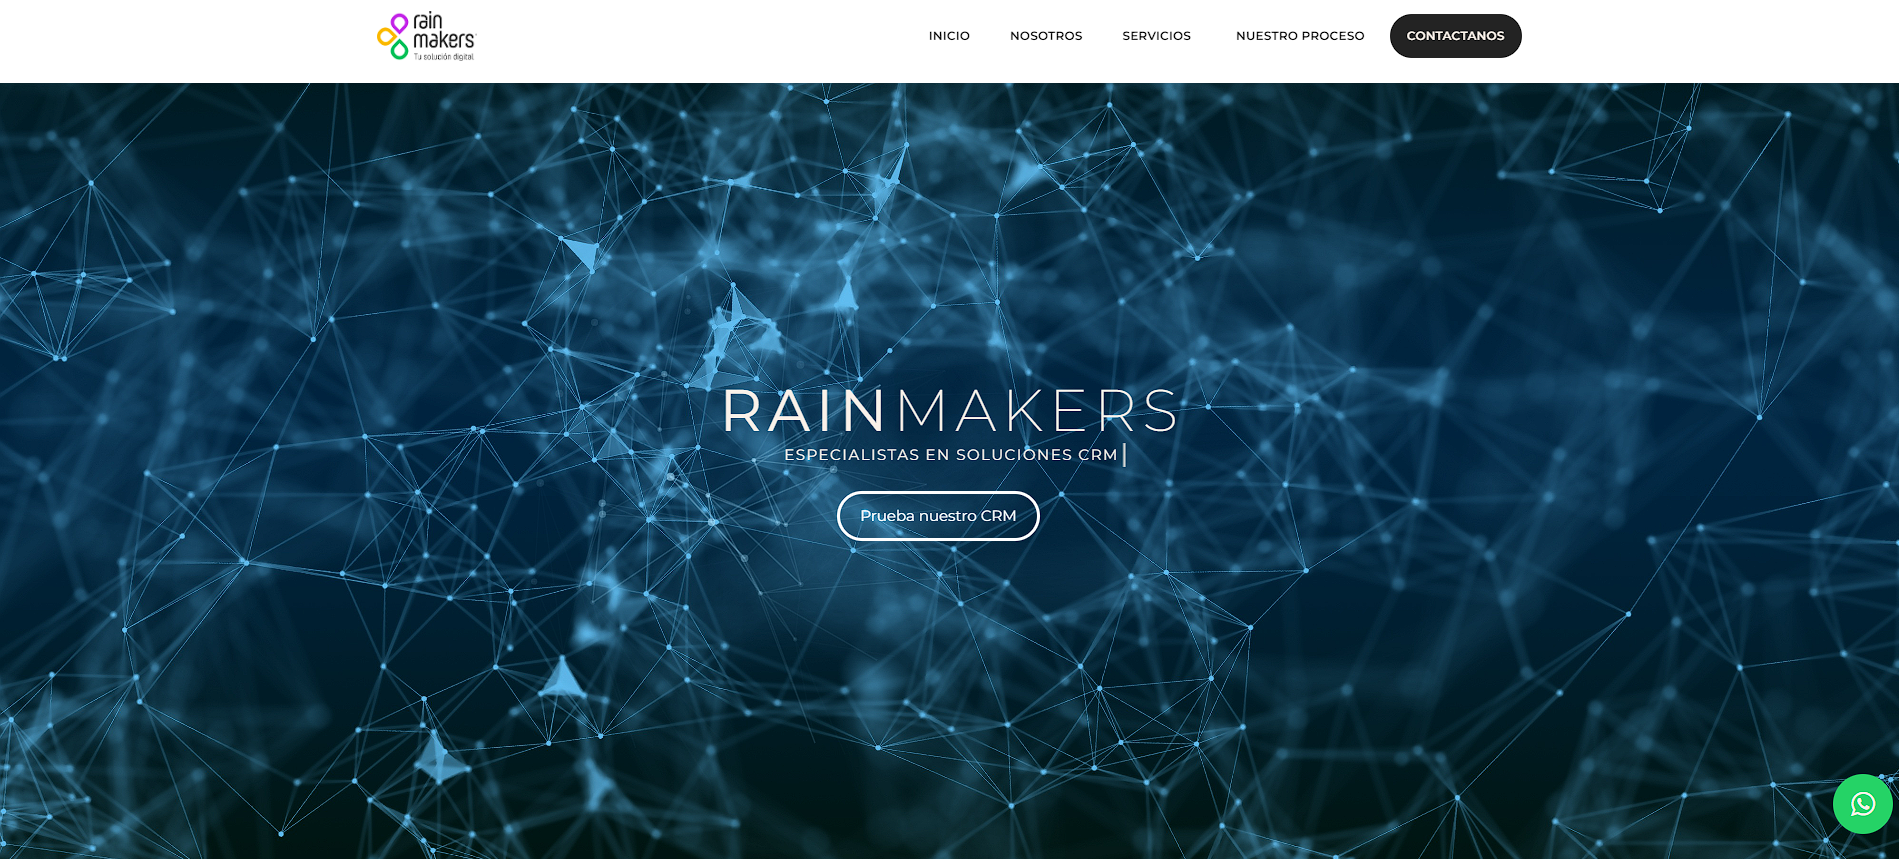 rain
makers
Tu solución digital
INICIO NOSOTROS SERVICIOS NUESTRO PROCESO CONTACTANOS
RAINMAKERS
ESPECIALISTAS EN SOLUCIONES CRM
Prueba nuestro CRM